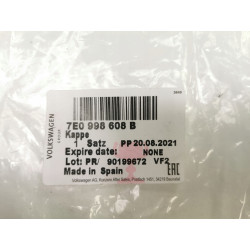 VOLKSWAGEN
7E0 998 608 B
Kappe
1 Satz PP 20.08.2021
Expire date: NONE
Lot: PR/ 90199672 VF2
Made in Spain
EAC